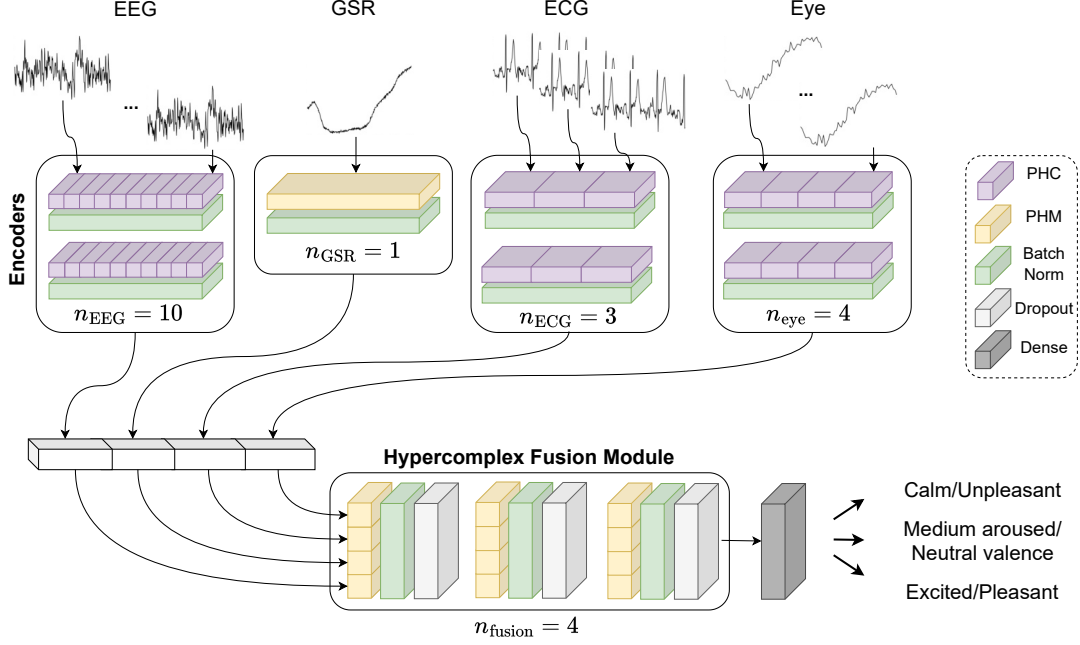 EEG
GSR
ECG
Eye
...
...
Encoders
n_EEG = 10
n_GSR = 1
n_ECG = 3
n_eye = 4
PHC
PHM
Batch
Norm
Dropout
Dense
Hypercomplex Fusion Module
n_fusion = 4
Calm/Unpleasant
Medium aroused/
Neutral valence
Excited/Pleasant